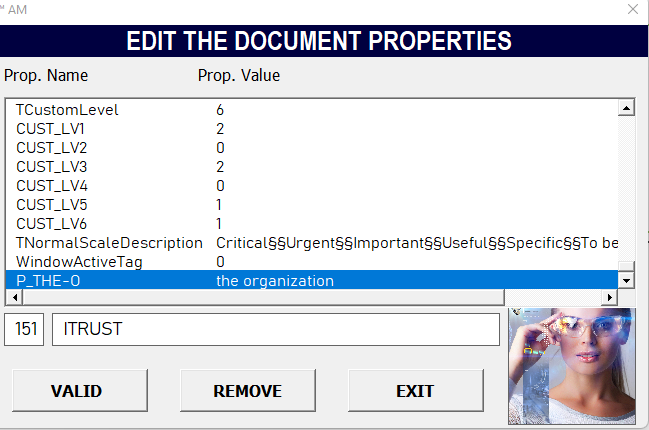 ™ AM
EDIT THE DOCUMENT PROPERTIES
Prop. Name Prop. Value
TCustomLevel 6
CUST_LV1 2
CUST_LV2 0
CUST_LV3 2
CUST_LV4 0
CUST_LV5 1
CUST_LV6 1
TNormalScaleDescription Critical§§Urgent§§Important§§Useful§§Specific§§To be
WindowActiveTag 0
P_THE-O the organization
151 ITRUST
VALID REMOVE EXIT